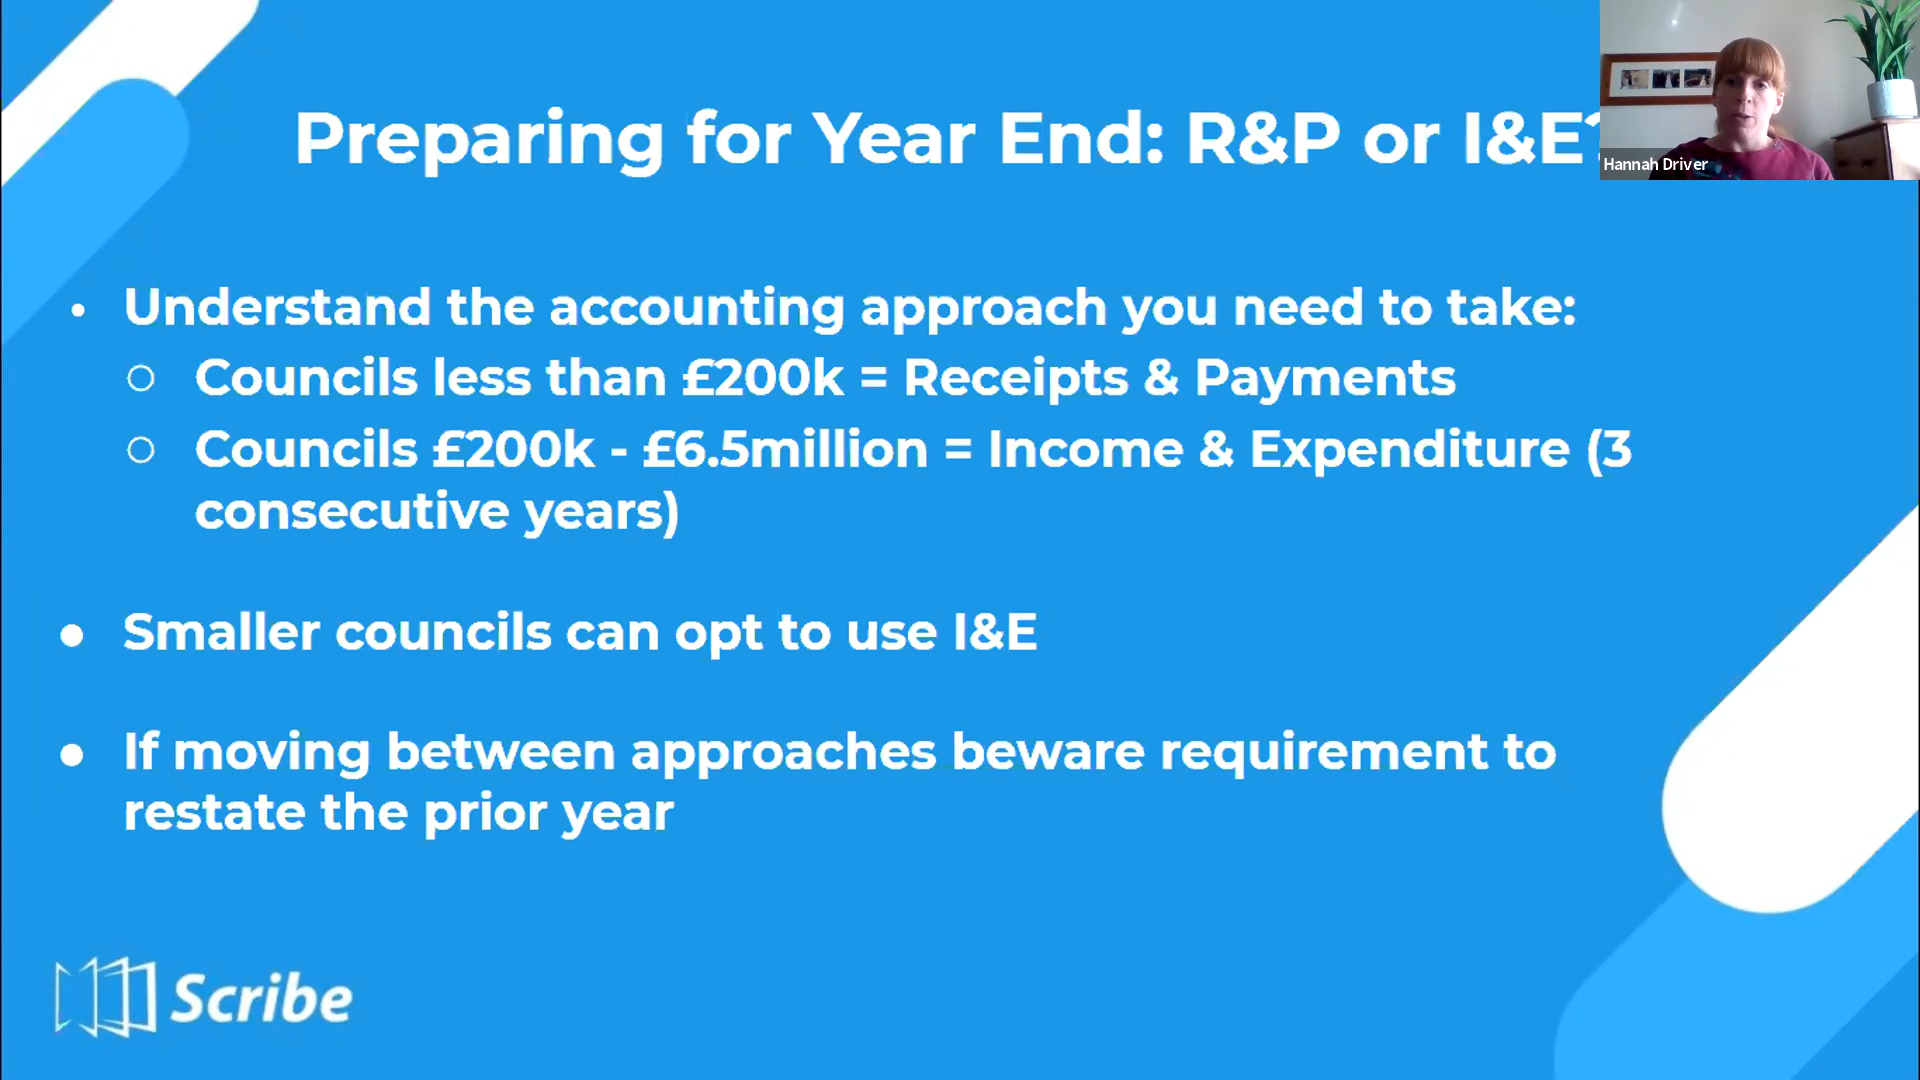 Preparing for Year End: R&P or I&E?
Hannah Driver
• Understand the accounting approach you need to take:
○ Councils less than £200k = Receipts & Payments
○ Councils £200k - £6.5million = Income & Expenditure (3
consecutive years)
● Smaller councils can opt to use I&E
● If moving between approaches beware requirement to
restate the prior year
Scribe